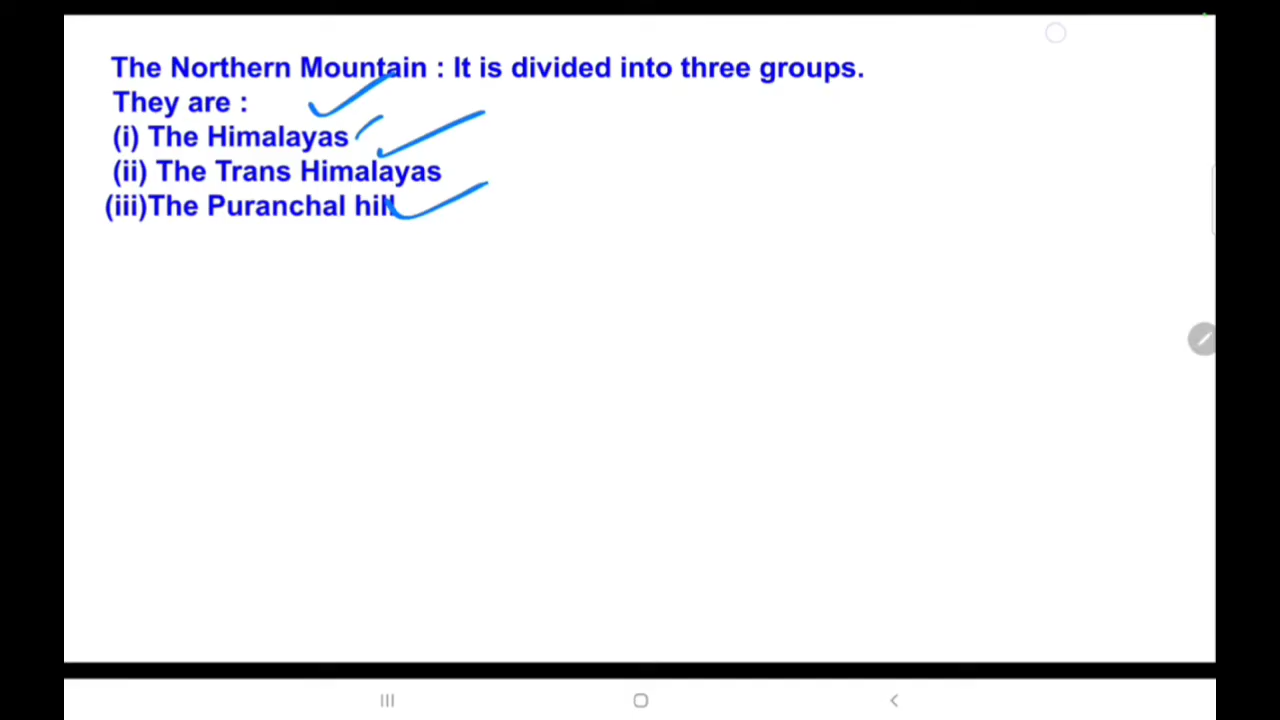 The Northern Mountain : It is divided into three groups.
They are :
(i) The Himalayas
(ii) The Trans Himalayas
(iii)The Puranchal hill